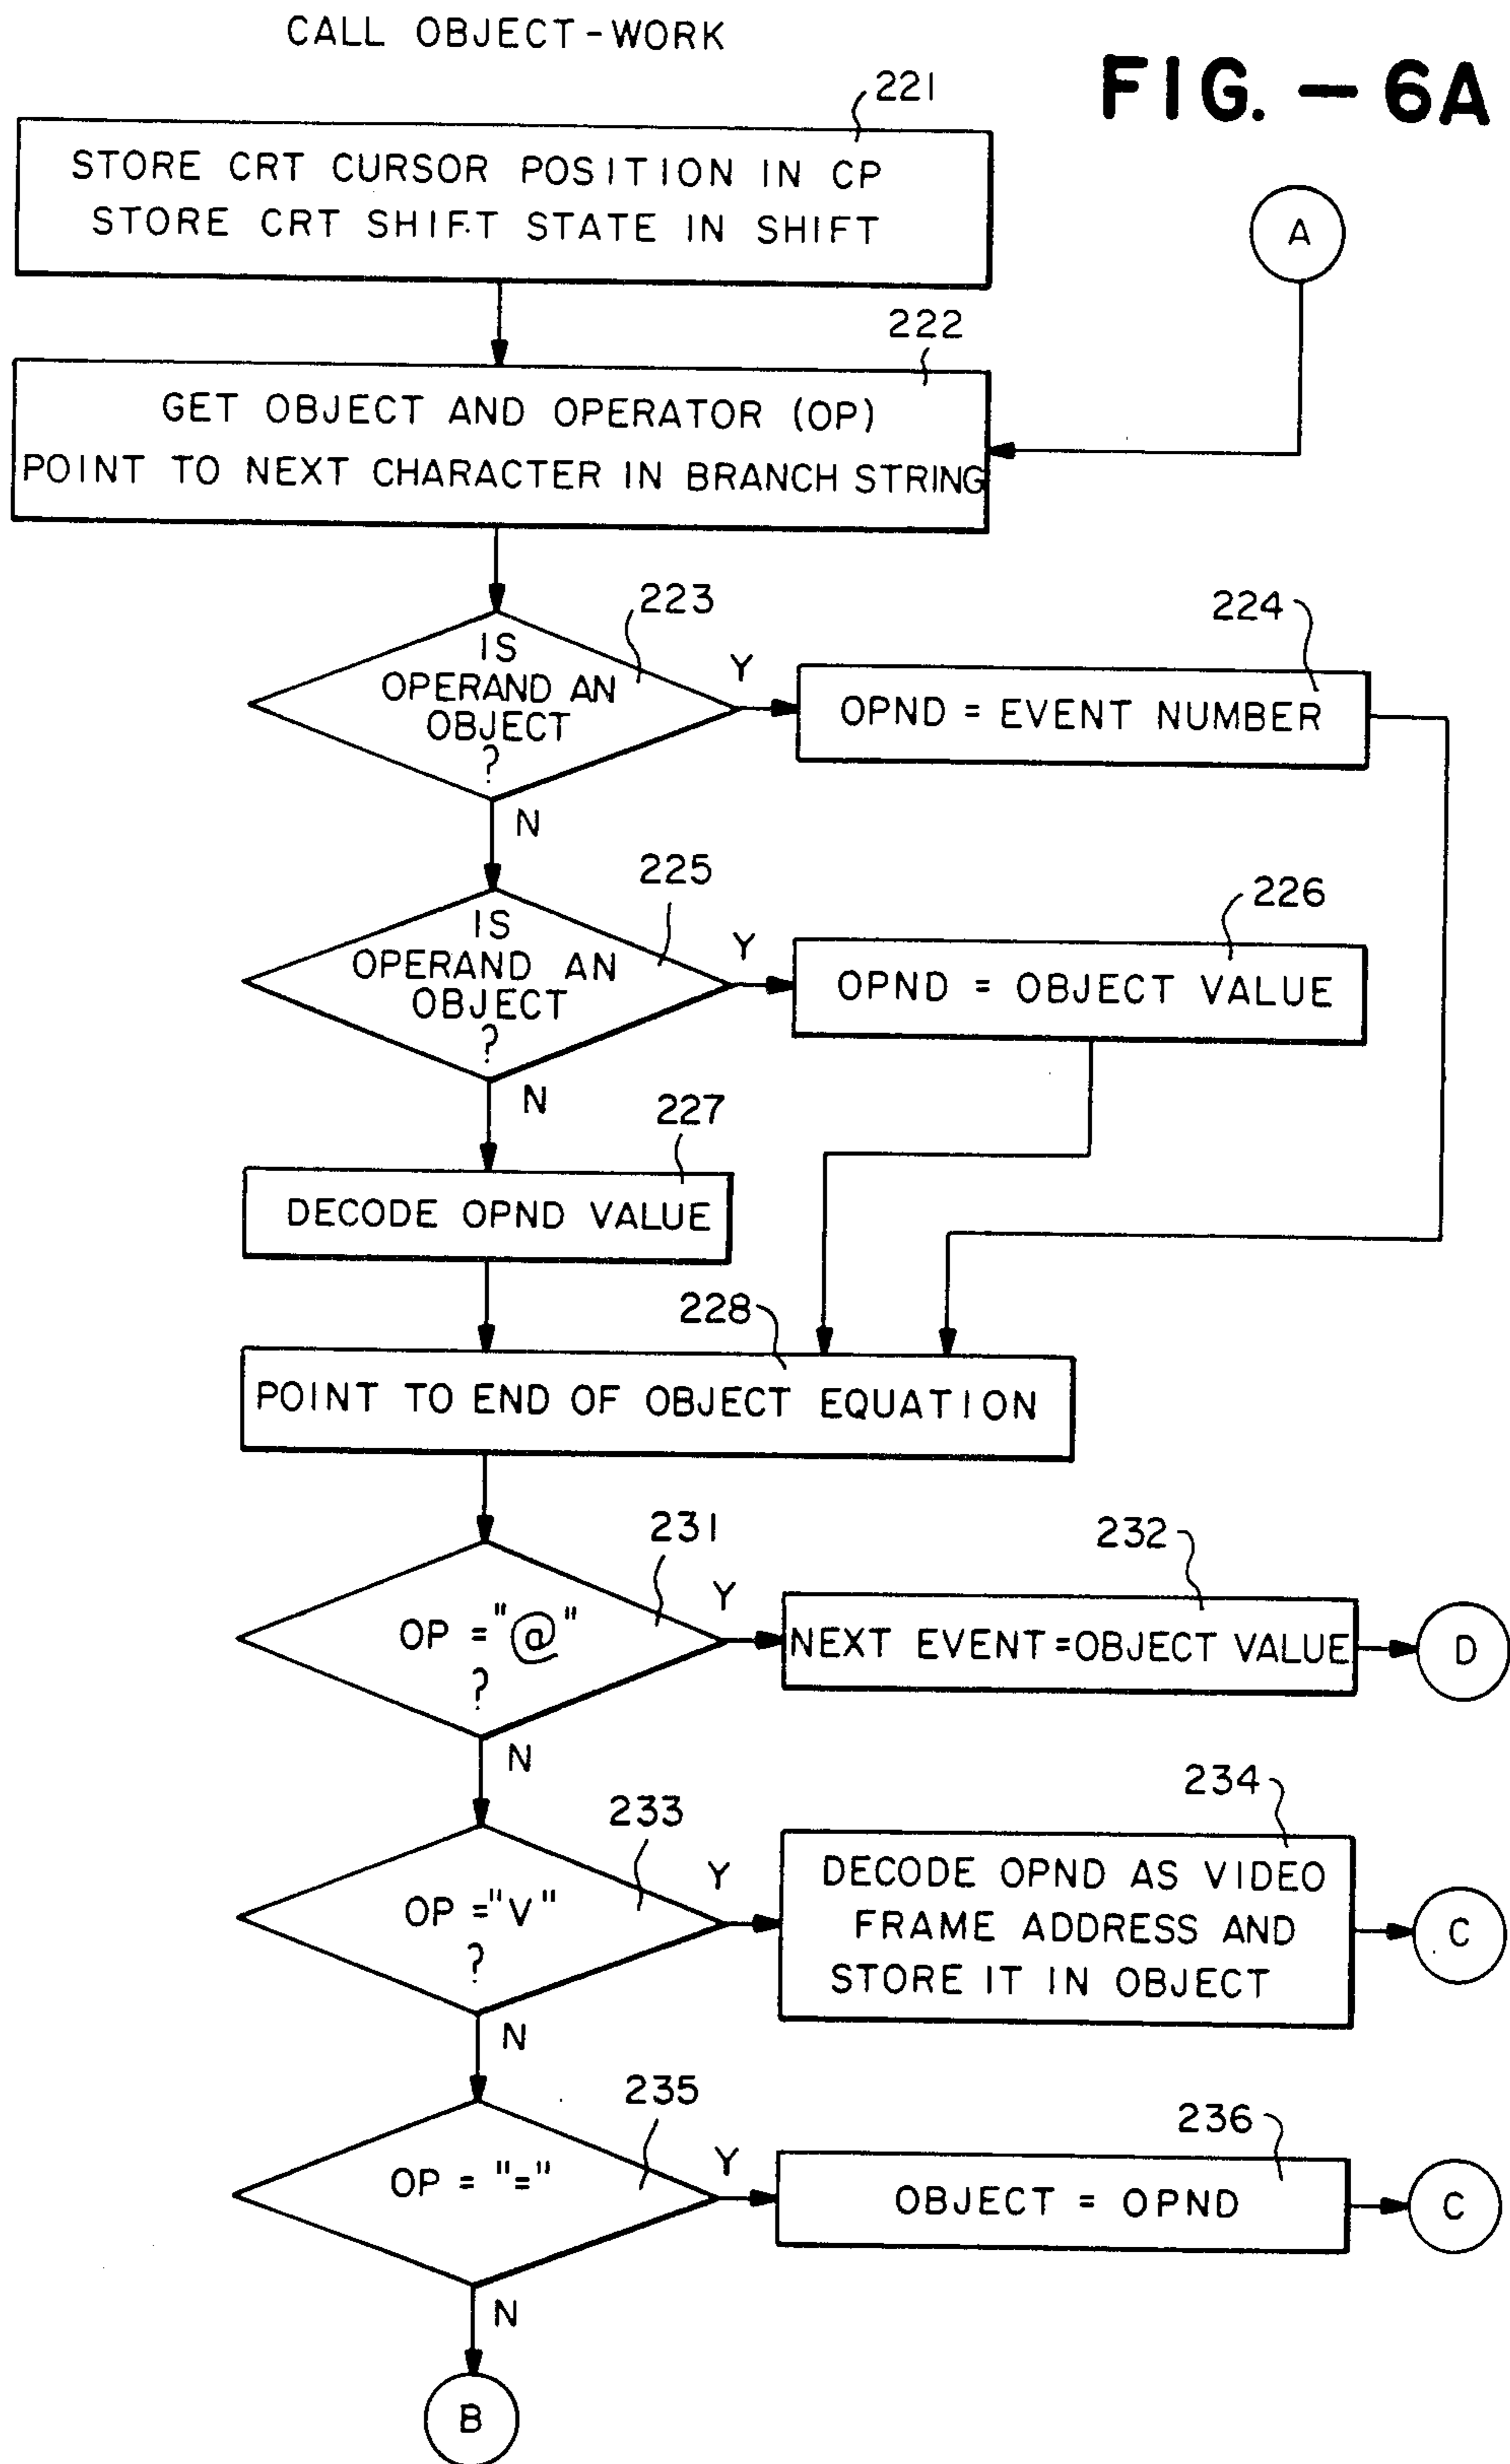 CALL OBJECT-WORK
FIG. - 6A
221
STORE CRT CURSOR POSITION IN CP
STORE CRT SHIFT STATE IN SHIFT
A
222
GET OBJECT AND OPERATOR (OP)
POINT TO NEXT CHARACTER IN BRANCH STRING
223
IS
OPERAND AN
OBJECT
?
Y
N
224
OPND = EVENT NUMBER
225
IS
OPERAND AN
OBJECT
?
Y
N
226
OPND = OBJECT VALUE
227
DECODE OPND VALUE
228
POINT TO END OF OBJECT EQUATION
231
OP = "@"
?
Y
N
232
NEXT EVENT=OBJECT VALUE
D
233
OP ="V"
?
Y
N
234
DECODE OPND AS VIDEO
FRAME ADDRESS AND
STORE IT IN OBJECT
C
235
OP = "="
Y
N
236
OBJECT = OPND
C
B